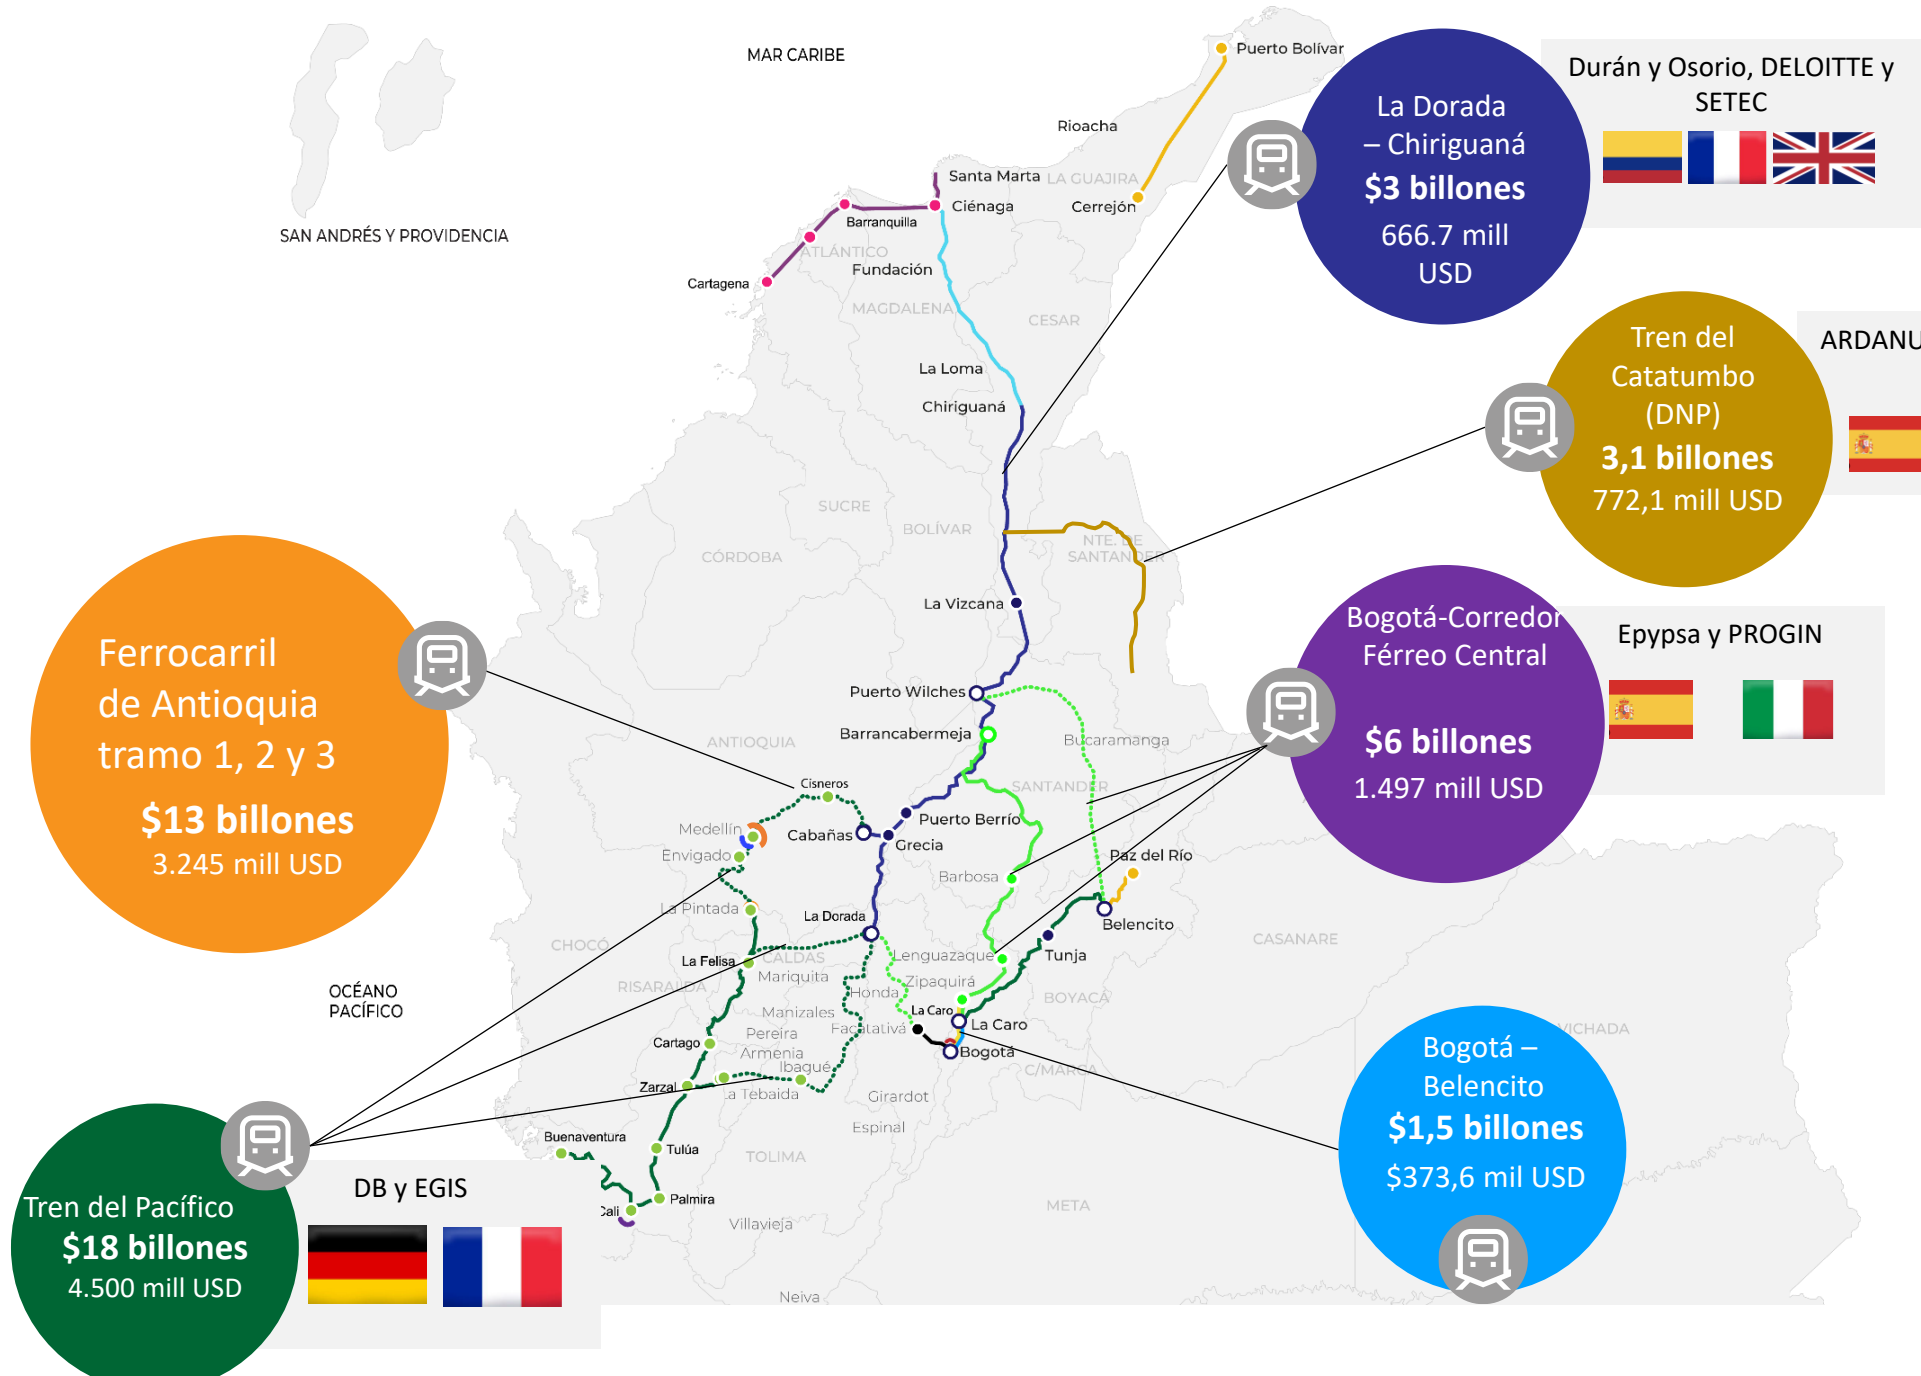 MAR CARIBE
SAN ANDRÉS Y PROVIDENCIA
OCÉANO
PACÍFICO
Puerto Bolívar
Rioacha
LA GUAJIRA
Cerrejón
Santa Marta
Ciénaga
Barranquilla
ATLÁNTICO
Cartagena
Fundación
MAGDALENA
CESAR
La Loma
Chiriguaná
SUCRE
BOLÍVAR
CÓRDOBA
NTE. DE
SANTANDER
La Vizcana
Puerto Wilches
Barrancabermeja
Bucaramanga
ANTIOQUIA
SANTANDER
Cisneros
Medellín
Cabañas
Puerto Berrío
Grecia
Envigado
Barbosa
Paz del Río
La Pintada
La Dorada
Belencito
CHOCÓ
CALDAS
La Felisa
Mariquita
Lenguazaque
Tunja
CASANARE
RISARALDA
Honda
Zipaquirá
BOYACÁ
Manizales
La Caro
La Caro
Pereira
Facatativá
Cartago
Armenia
Bogotá
VICHADA
Ibagué
C/MARCA
Zarzal
La Tebaida
Girardot
Espinal
Buenaventura
Tulúa
TOLIMA
Palmira
Cali
Villavieja
META
Neiva
La Dorada
– Chiriguaná
$3 billones
666.7 mill
USD
Durán y Osorio, DELOITTE y
SETEC
Tren del
Catatumbo
(DNP)
3,1 billones
772,1 mill USD
ARDANU
Bogotá-Corredor
Férreo Central
$6 billones
1.497 mill USD
Epypsa y PROGIN
Bogotá –
Belencito
$1,5 billones
$373,6 mil USD
Ferrocarril
de Antioquia
tramo 1, 2 y 3
$13 billones
3.245 mill USD
Tren del Pacífico
$18 billones
4.500 mill USD
DB y EGIS